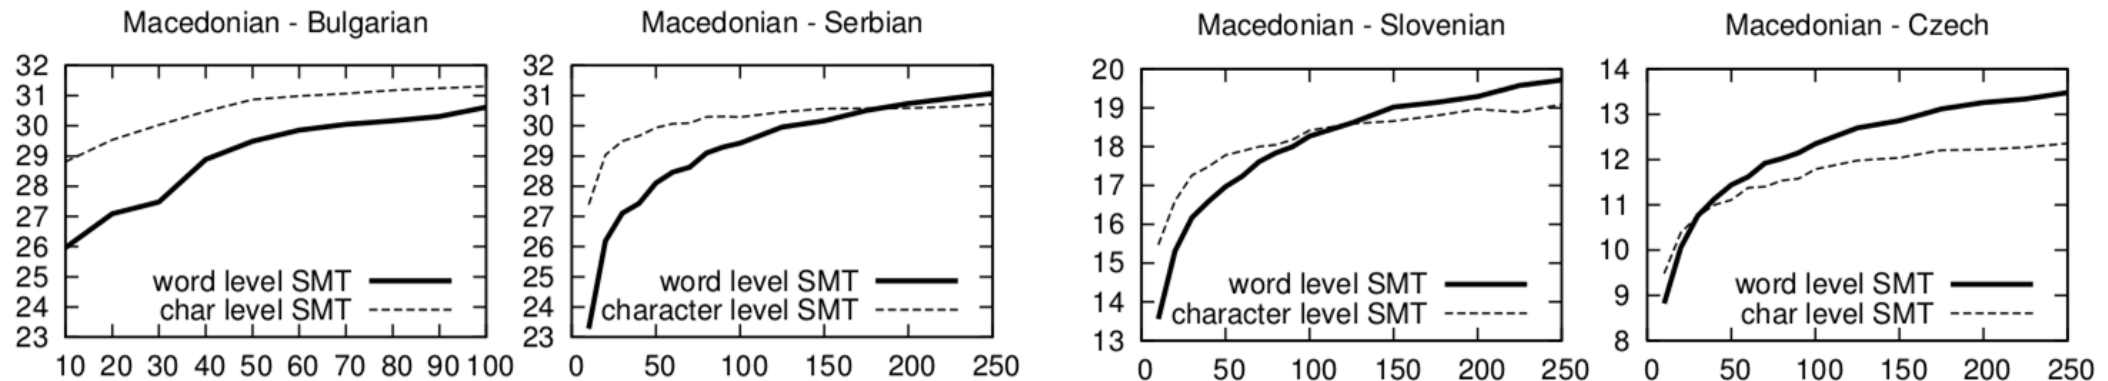 Macedonian - Bulgarian
32
31
30
29
28
27
26
25
24
23
word level SMT
char level SMT
10 20 30 40 50 60 70 80 90 100
Macedonian - Serbian
32
31
30
29
28
27
26
25
24
23
word level SMT
character level SMT
0 50 100 150 200 250
Macedonian - Slovenian
20
19
18
17
16
15
14
13
word level SMT
character level SMT
0 50 100 150 200 250
Macedonian - Czech
14
13
12
11
10
9
8
word level SMT
char level SMT
0 50 100 150 200 250